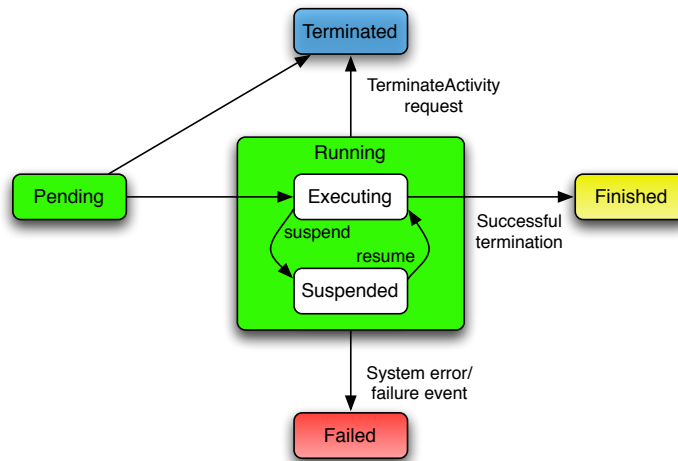 Terminated
TerminateActivity
request
Running
Pending
Executing
Finished
suspend
Successful
termination
resume
Suspended
System error/
failure event
Failed